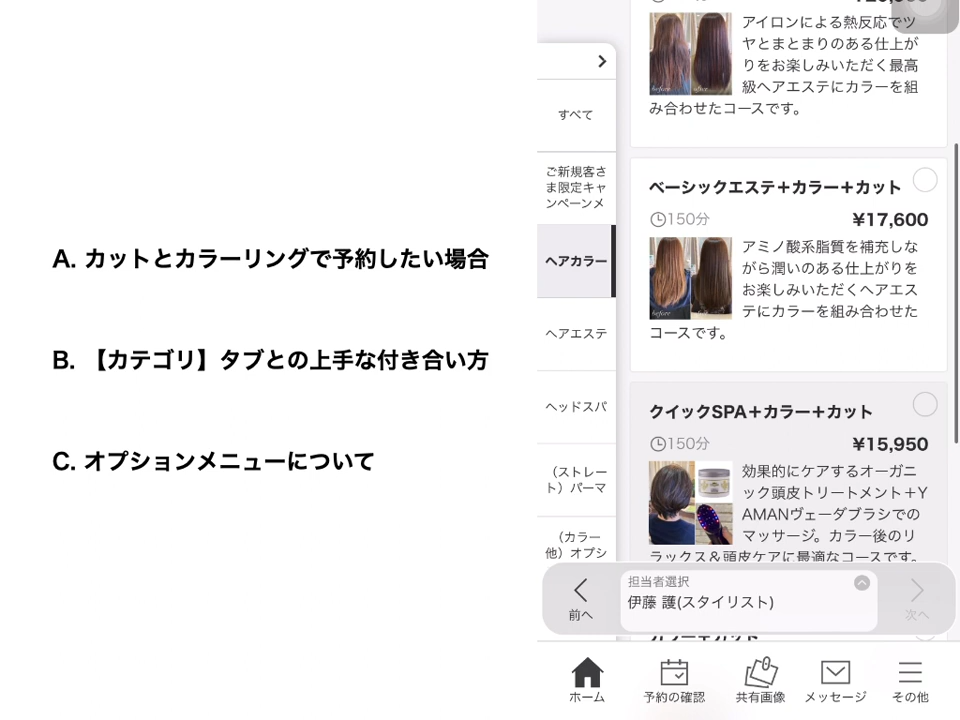 A. カットとカラーリングで予約したい場合
B. 【カテゴリ】タブとの上手な付き合い方
C. オプションメニューについて
すべて
ご新規客さ
ま限定キャ
ンペーンメ
ヘアカラー
ヘアエステ
ヘッドスパ
（ストレー
ト）パーマ
（カラー
他）オプシ
アイロンによる熱反応でツ
ヤとまとまりのある仕上が
りをお楽しみいただく最高
級ヘアエステにカラーを組
み合わせたコースです。
ベーシックエステ＋カラー＋カット
150分
¥17,600
before
アミノ酸系脂質を補充しな
がら潤いのある仕上がりを
お楽しみいただくヘアエス
テにカラーを組み合わせた
コースです。
クイックSPA＋カラー＋カット
150分
¥15,950
効果的にケアするオーガニ
ック頭皮トリートメント＋Y
AMANヴェーダブラシでの
マッサージ。カラー後のリ
ラックス＆頭皮ケアに最適なコースです。
前へ
担当者選択
伊藤 護(スタイリスト)
次へ
カラー＋カット
ホーム
予約の確認
共有画像
メッセージ
その他